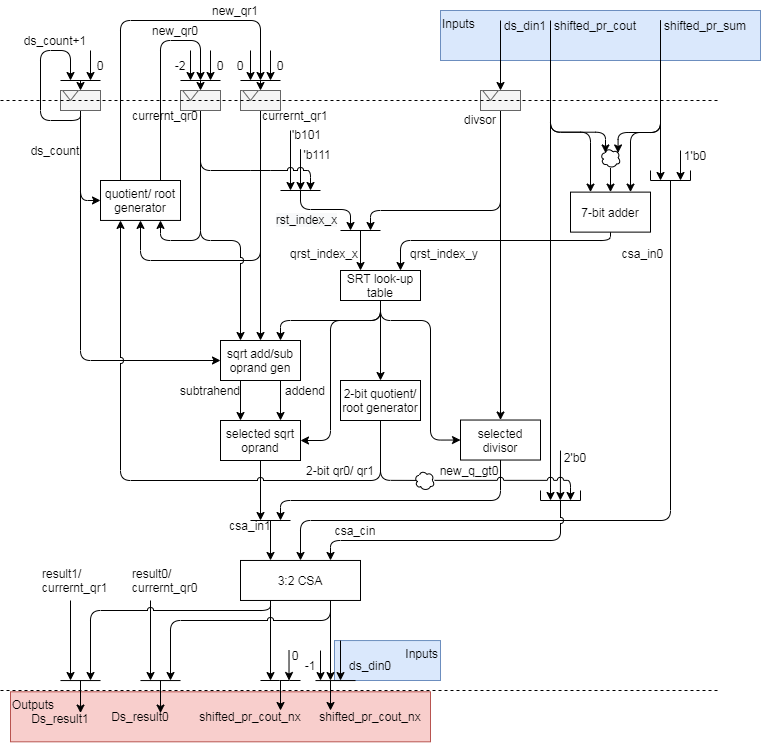 new_qr1
Inputs
ds_din1
shifted_pr_cout
shifted_pr_sum
new_qr0
ds_count+1
0
-2
0
0
0
currernt_qr0
currernt_qr1
divsor
'b101
ds_count
'b111
1'b0
quotient/ root
generator
7-bit adder
rst_index_x
qrst_index_x
qrst_index_y
csa_in0
SRT look-up
table
sqrt add/sub
oprand gen
subtrahend
addend
2-bit quotient/
root generator
selected sqrt
oprand
selected
divisor
2'b0
2-bit qr0/ qr1
new_q_gt0
csa_in1
csa_cin
3:2 CSA
result1/
currernt_qr1
result0/
currernt_qr0
0
-1
Inputs
ds_din0
Outputs
Ds_result1
Ds_result0
shifted_pr_cout_nx
shifted_pr_cout_nx